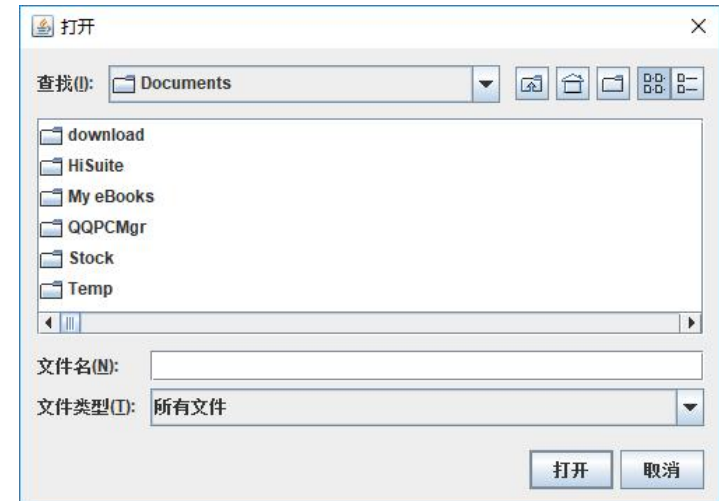 打开
查找(I): Documents
download
HiSuite
My eBooks
QQPCMgr
Stock
Temp
文件名(N):
文件类型(T): 所有文件
打开 取消